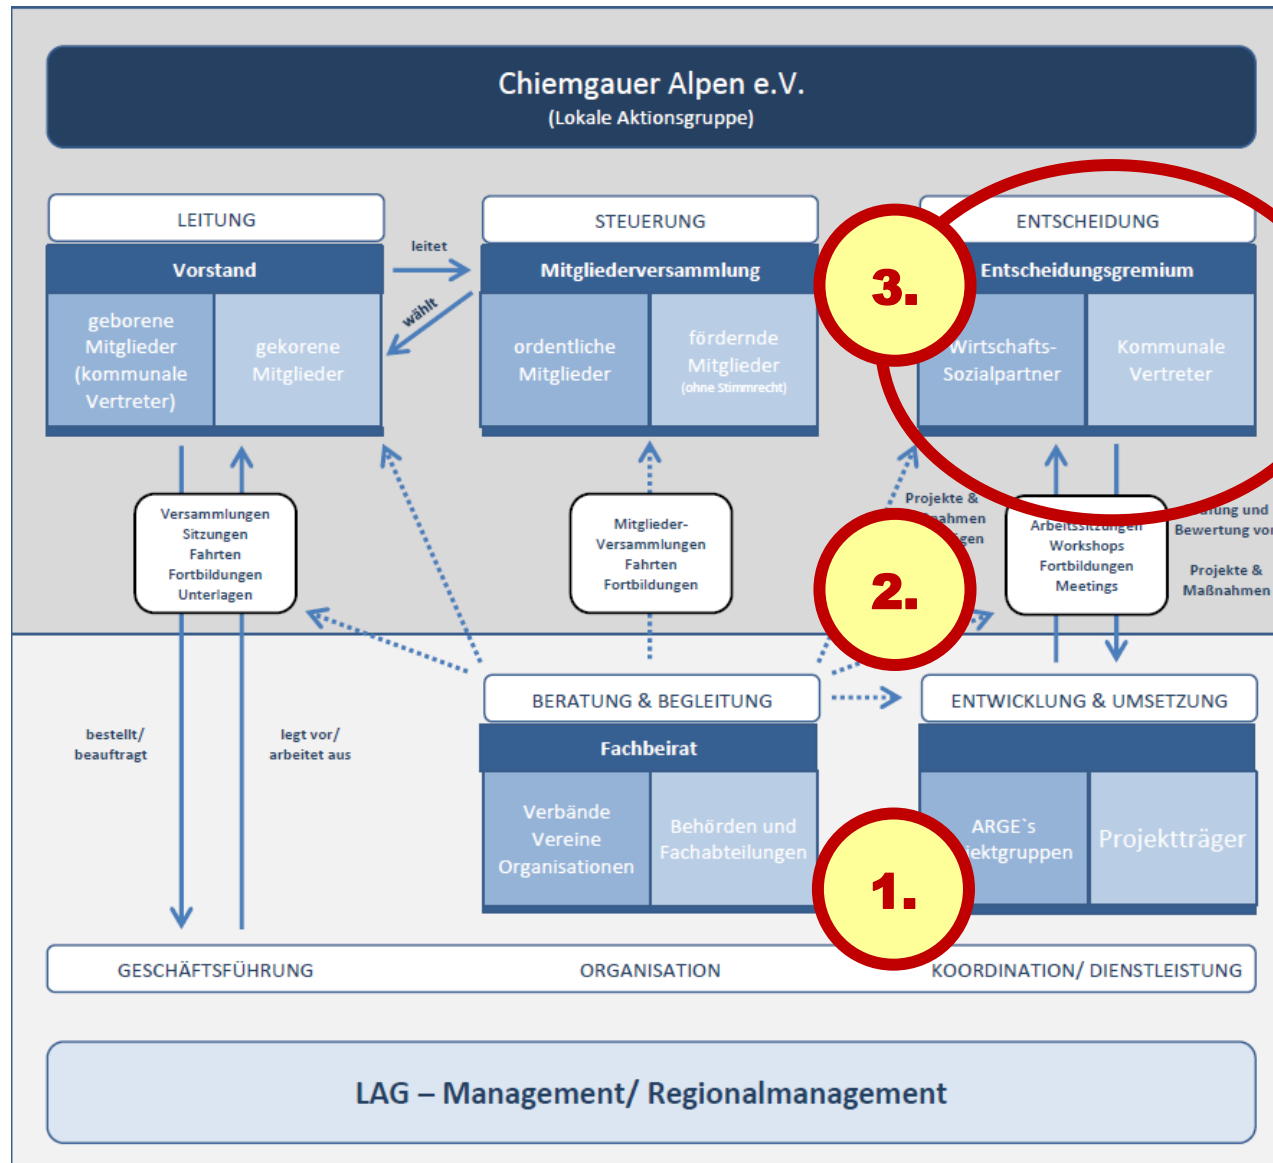 Chiemgauer Alpen e.V.
(Lokale Aktionsgruppe)
LEITUNG
Vorstand
geborene
Mitglieder
(kommunale
Vertreter)
gekorene
Mitglieder
leitet
wählt
STEUERUNG
Mitgliederversammlung
ordentliche
Mitglieder
fördernde
Mitglieder
(ohne Stimmrecht)
3.
ENTSCHEIDUNG
Entscheidungsgremium
Wirtschafts-
Sozialpartner
Kommunale
Vertreter
Versammlungen
Sitzungen
Fahrten
Fortbildungen
Unterlagen
Mitglieder-
Versammlungen
Fahrten
Fortbildungen
Projekte &
2.
Arbeitssitzungen
Workshops
Fortbildungen
Meetings
und
Bewertung von
Projekte &
Maßnahmen
bestellt/
beauftragt
legt vor/
arbeitet aus
BERATUNG & BEGLEITUNG
Fachbeirat
Verbände
Vereine
Organisationen
Behörden und
Fachabteilungen
ENTWICKLUNG & UMSETZUNG
1.
ARGE`s
Projektträger
GESCHÄFTSFÜHRUNG
ORGANISATION
KOORDINATION/ DIENSTLEISTUNG
LAG – Management/ Regionalmanagement